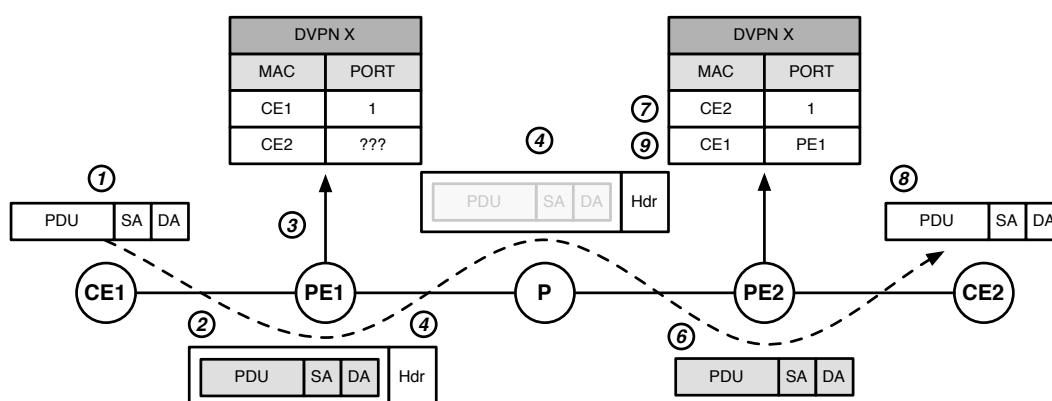 DVPN X
MAC PORT
CE1 1
CE2 ???
DVPN X
MAC PORT
7 CE2 1
9 CE1 PE1
4
PDU SA DA Hdr
1
PDU SA DA
3
8
PDU SA DA
CE1 PE1 P PE2 CE2
2 4
PDU SA DA Hdr
6
PDU SA DA